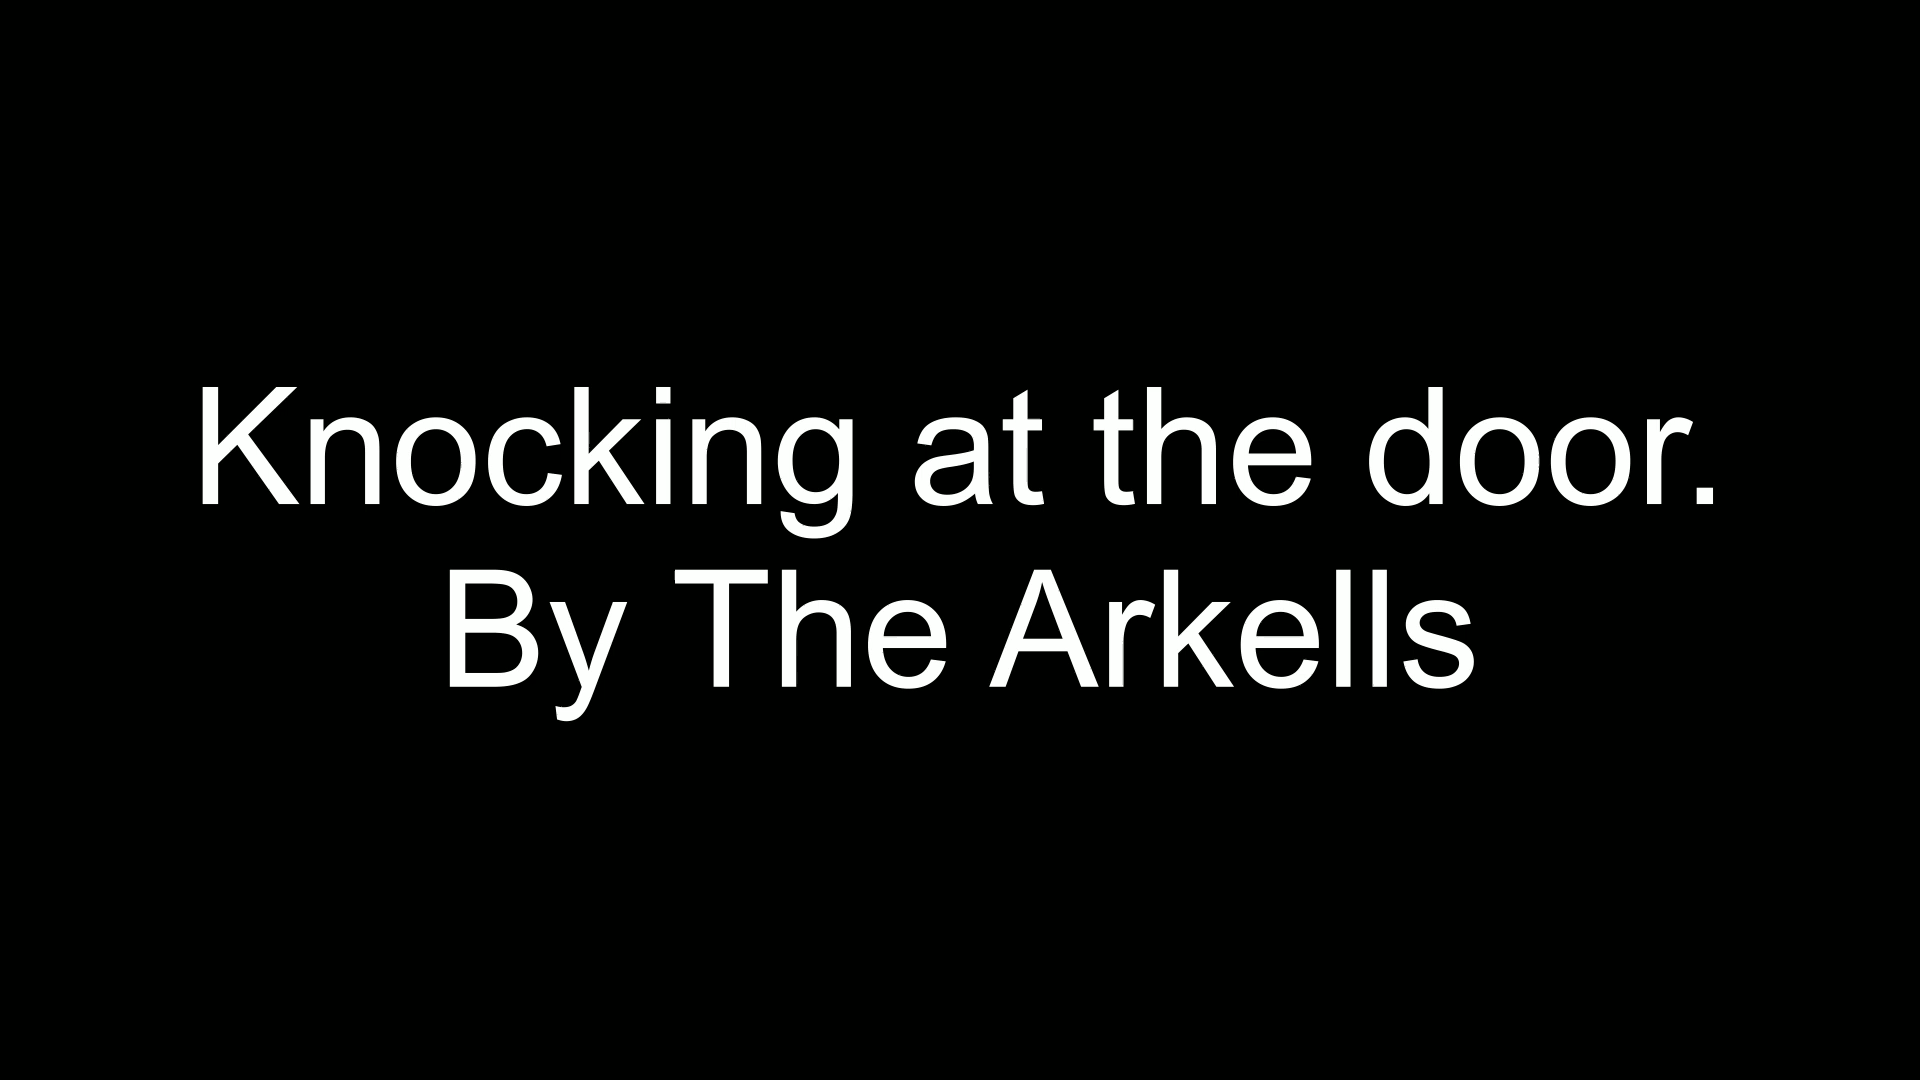 Knocking at the door.
By The Arkells